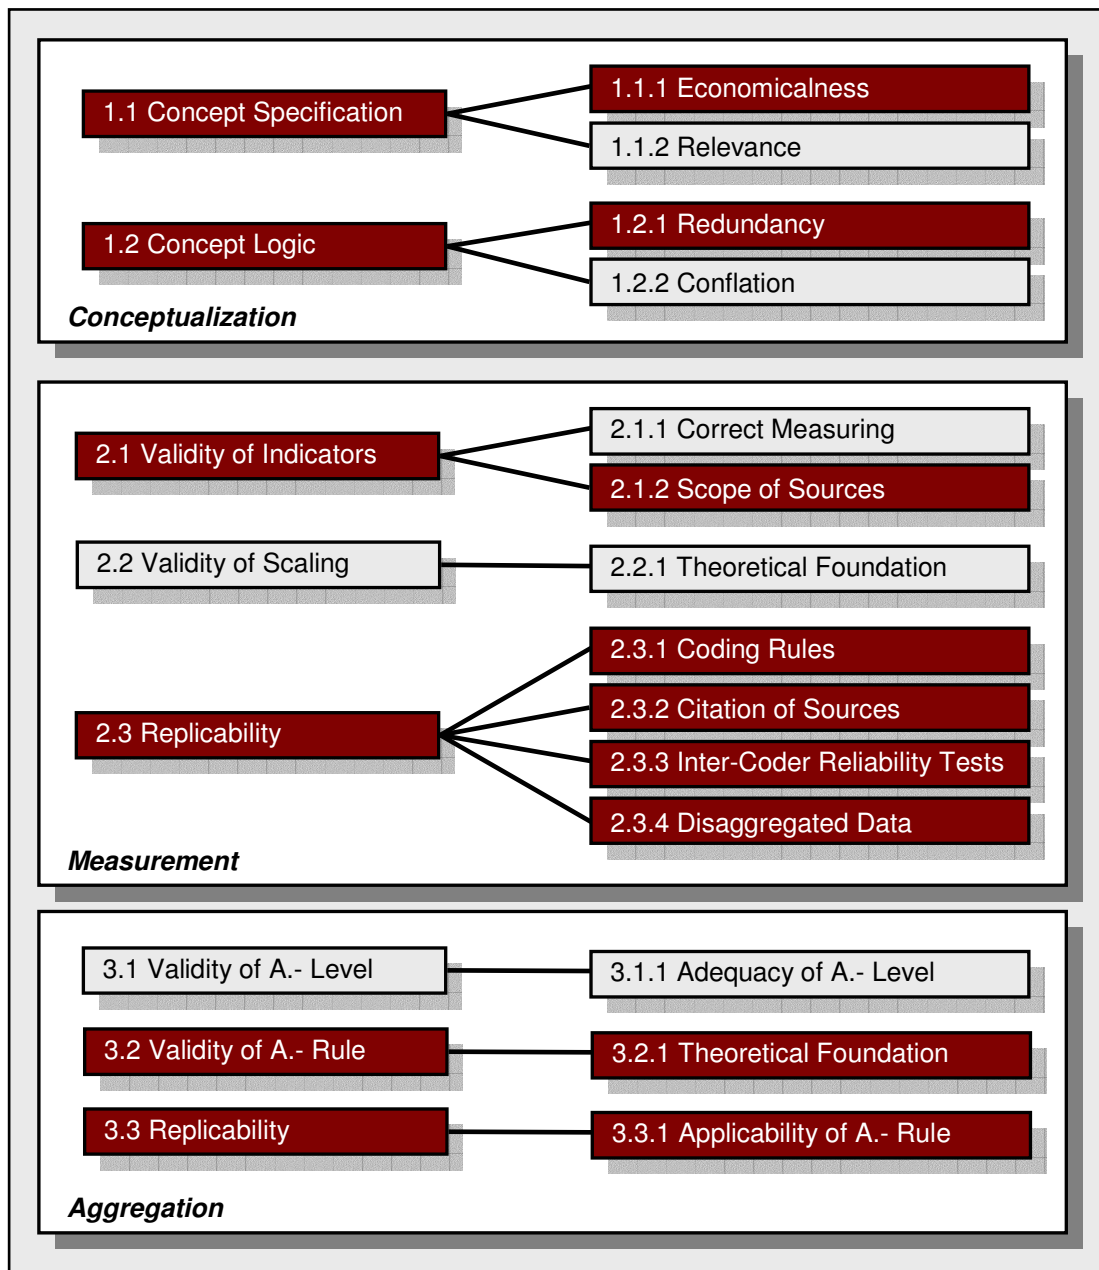 1.1 Concept Specification
1.1.1 Economicalness
1.1.2 Relevance
1.2 Concept Logic
1.2.1 Redundancy
1.2.2 Conflation
Conceptualization
2.1 Validity of Indicators
2.1.1 Correct Measuring
2.1.2 Scope of Sources
2.2 Validity of Scaling
2.2.1 Theoretical Foundation
2.3 Replicability
2.3.1 Coding Rules
2.3.2 Citation of Sources
2.3.3 Inter-Coder Reliability Tests
2.3.4 Disaggregated Data
Measurement
3.1 Validity of A.- Level
3.1.1 Adequacy of A.- Level
3.2 Validity of A.- Rule
3.2.1 Theoretical Foundation
3.3 Replicability
3.3.1 Applicability of A.- Rule
Aggregation